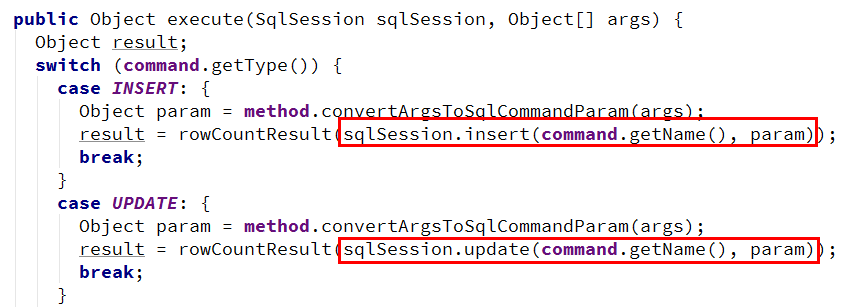 public Object execute(SqlSession sqlSession, Object[] args) {
Object result;
switch (command.getType()) {
case INSERT: {
Object param = method.convertArgsToSqlCommandParam(args);
result = rowCountResult(sqlSession.insert(command.getName(), param));
break;
}
case UPDATE: {
Object param = method.convertArgsToSqlCommandParam(args);
result = rowCountResult(sqlSession.update(command.getName(), param));
break;
}